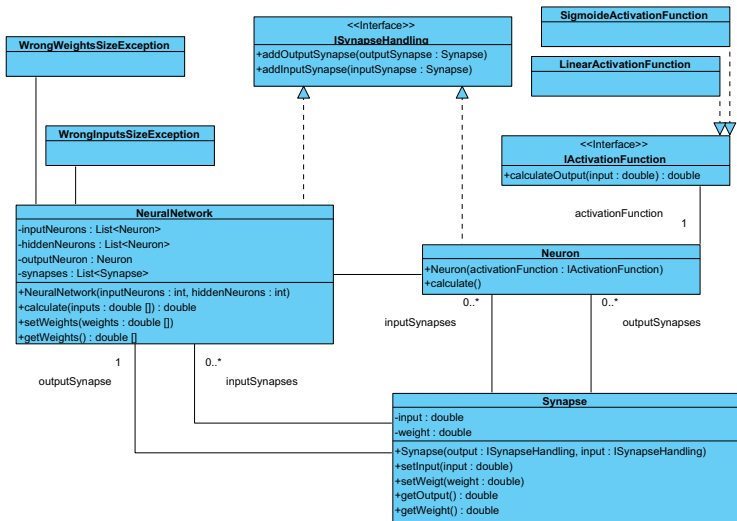 <<Interface>>
ISynapseHandling
+addOutputSynapse(outputSynapse : Synapse)
+addInputSynapse(inputSynapse : Synapse)
SigmoideActivationFunction
WrongWeightsSizeException
LinearActivationFunction
WrongInputsSizeException
<<Interface>>
IActivationFunction
+calculateOutput(input : double) : double
activationFunction
1
NeuralNetwork
-inputNeurons : List<Neuron>
-hiddenNeurons : List<Neuron>
-outputNeuron : Neuron
-synapses : List<Synapse>
+NeuralNetwork(inputNeurons : int, hiddenNeurons : int)
+calculate(inputs : double []) : double
+setWeights(weights : double [])
+getWeights() : double []
Neuron
+Neuron(activationFunction : IActivationFunction)
+calculate()
0..*
0..*
inputSynapses
outputSynapses
1
0..*
outputSynapse
inputSynapses
Synapse
-input : double
-weight : double
+Synapse(output : ISynapseHandling, input : ISynapseHandling)
+setInput(input : double)
+setWeigt(weight : double)
+getOutput() : double
+getWeight() : double